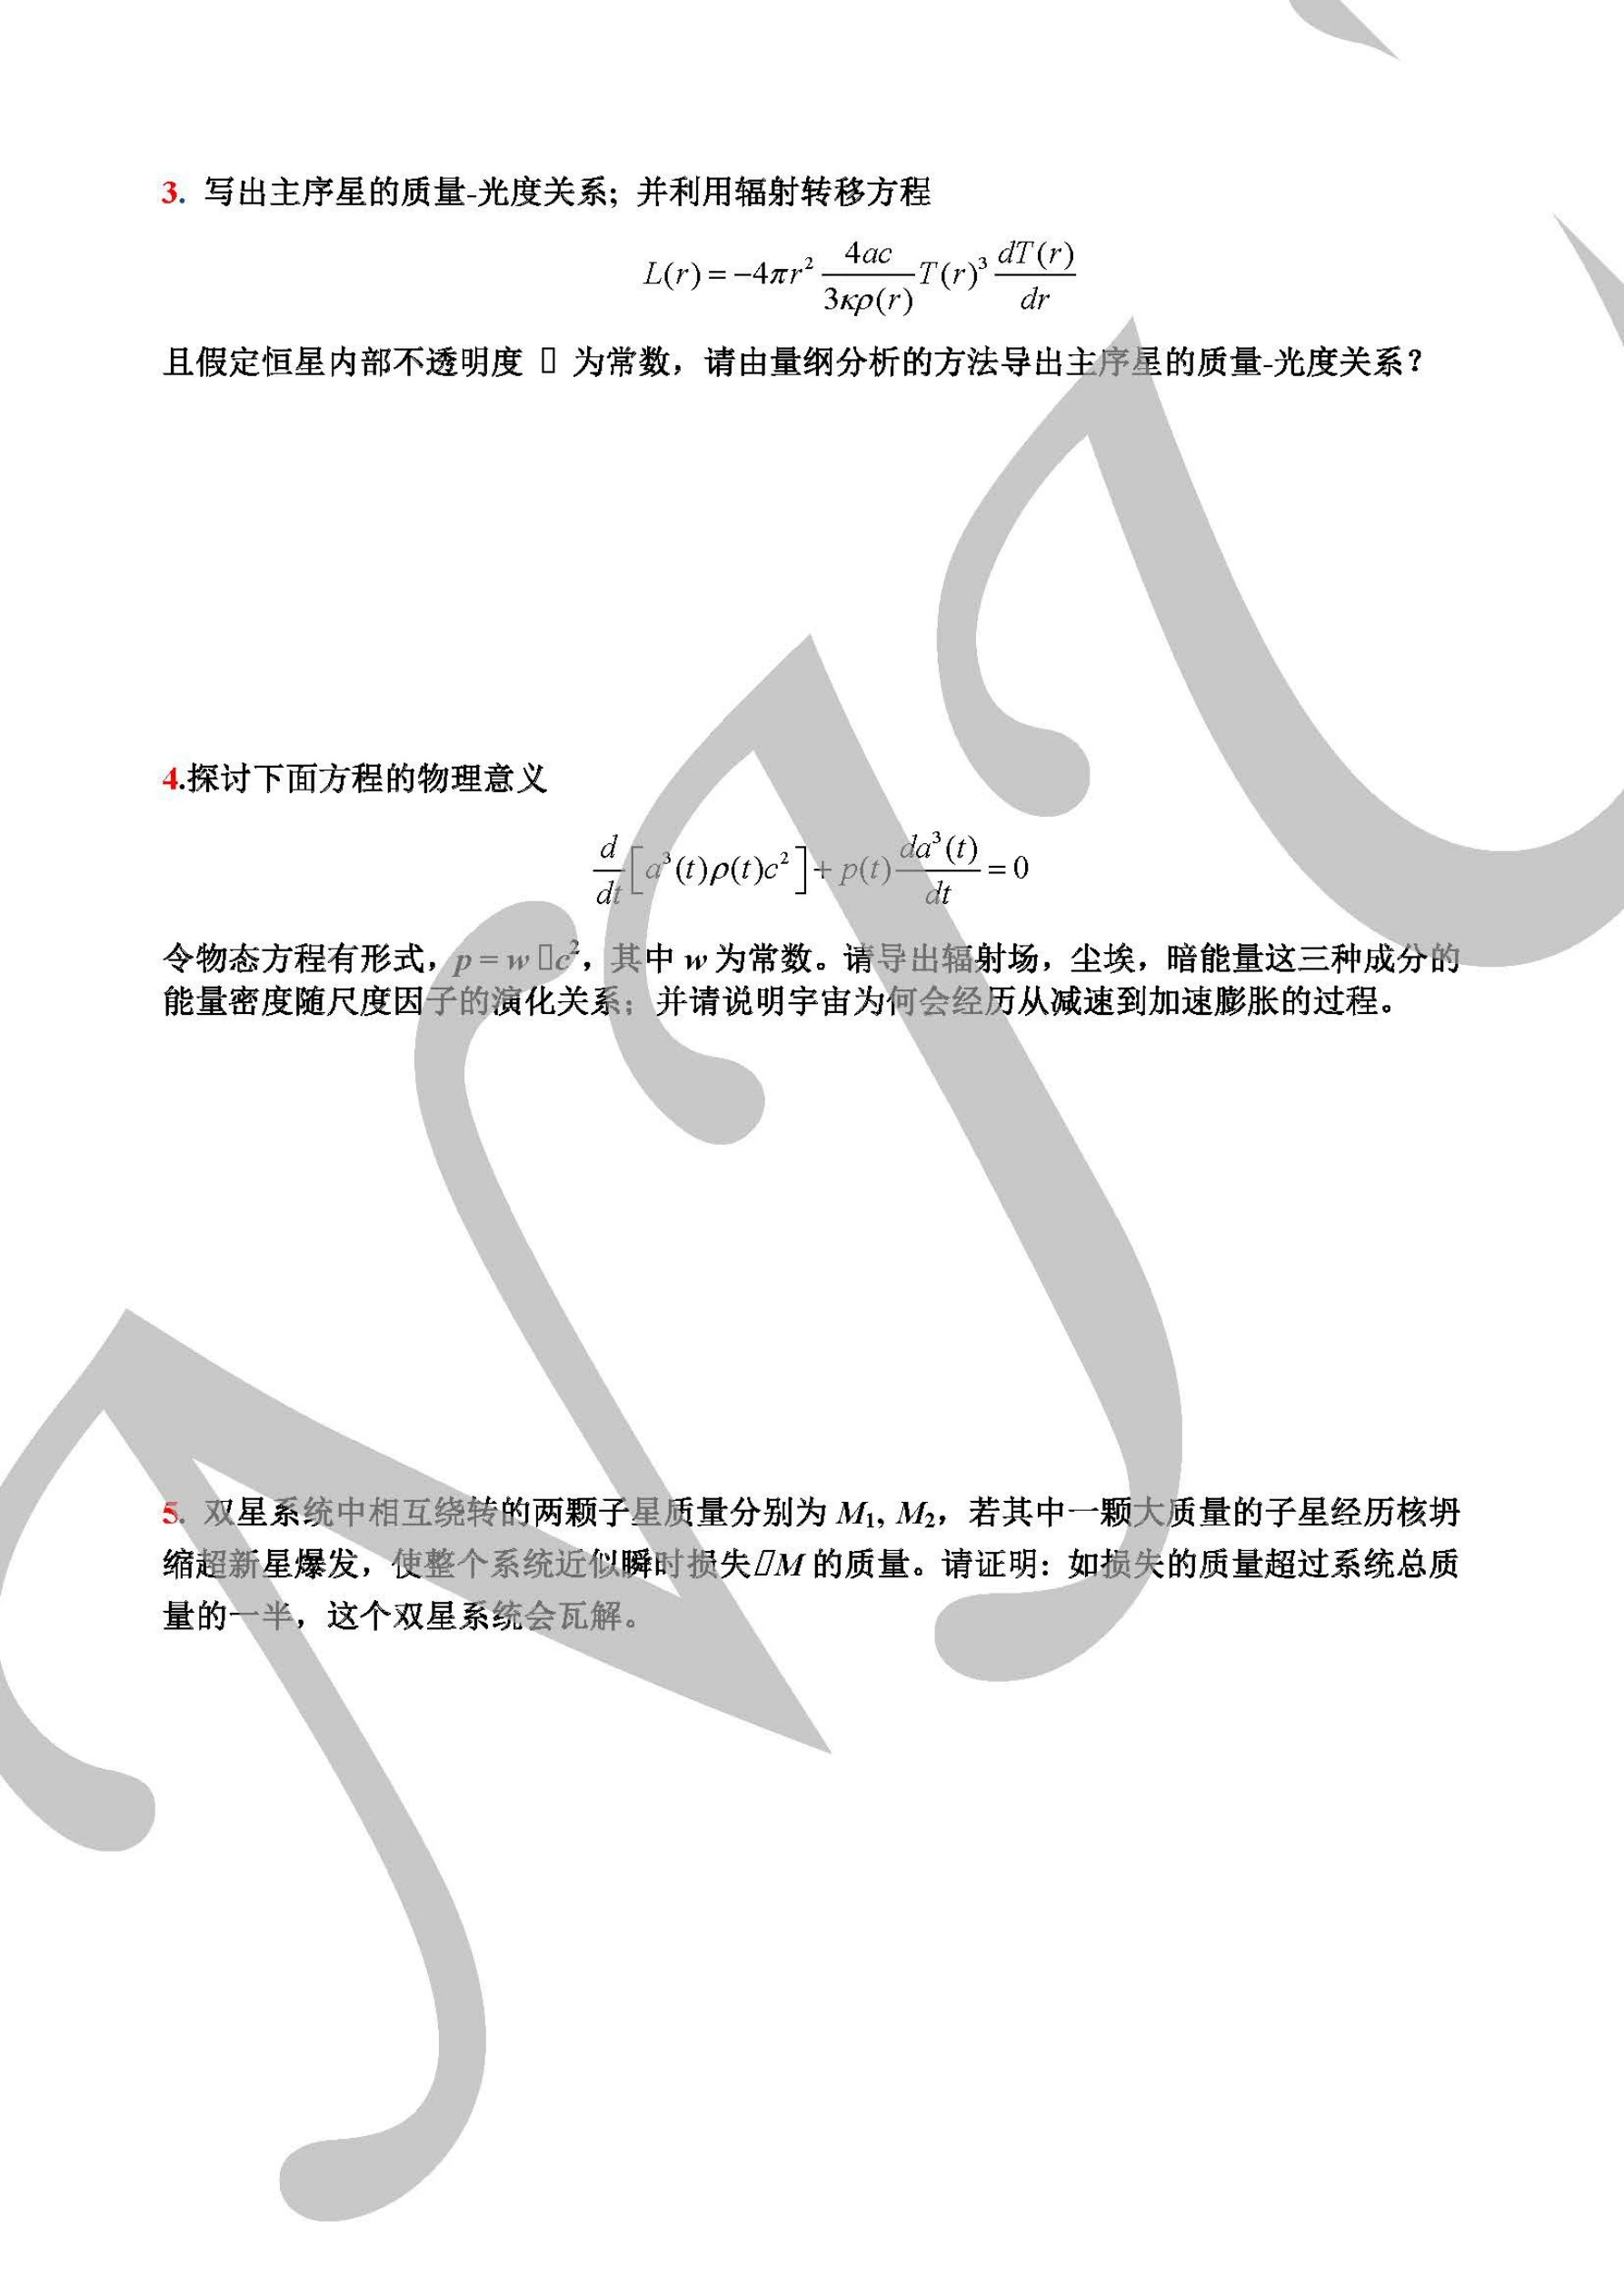 3. 写出主序星的质量-光度关系；并利用辐射转移方程
L(r) = −4πr² 4ac/3κρ(r) T(r)³ dT(r)/dr
且假定恒星内部不透明度 ▯ 为常数，请由量纲分析的方法导出主序星的质量-光度关系？
4.探讨下面方程的物理意义
d/dt [a³(t)ρ(t)c²] + p(t) da³(t)/dt = 0
令物态方程有形式，p = w ▯c²，其中 w 为常数。请导出辐射场，尘埃，暗能量这三种成分的
能量密度随尺度因子的演化关系；并请说明宇宙为何会经历从减速到加速膨胀的过程。
5. 双星系统中相互绕转的两颗子星质量分别为 M₁, M₂，若其中一颗大质量的子星经历核坍
缩超新星爆发，使整个系统近似瞬时损失▯M 的质量。请证明：如损失的质量超过系统总质
量的一半，这个双星系统会瓦解。